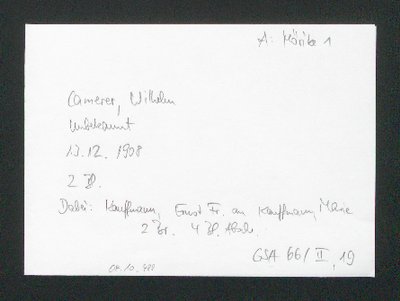 A: Mörike 1
Camerer, Wilhelm
Unbekannt
13.12. 1908
2 Bl.
Dabei: Kauffmann, Ernst Fr. an Kauffmann, Marie
2 Br. 4 Bl. Abschr.
GSA 66/ II, 19